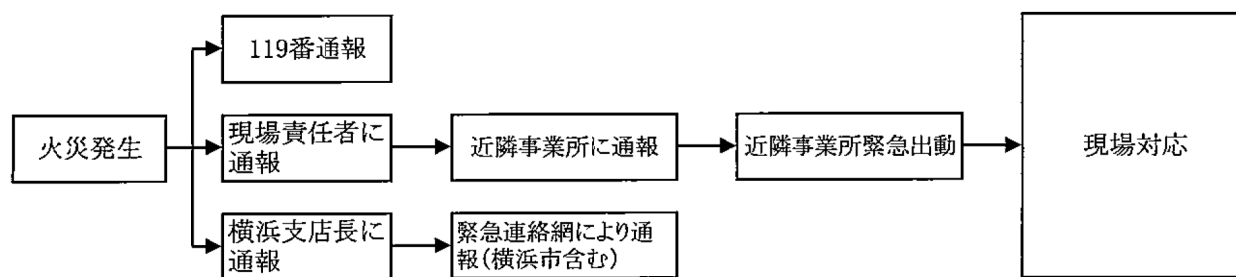 119番通報
火災発生
現場責任者に
通報
近隣事業所に通報
近隣事業所緊急出動
現場対応
横浜支店長に
通報
緊急連絡網により通
報(横浜市含む)